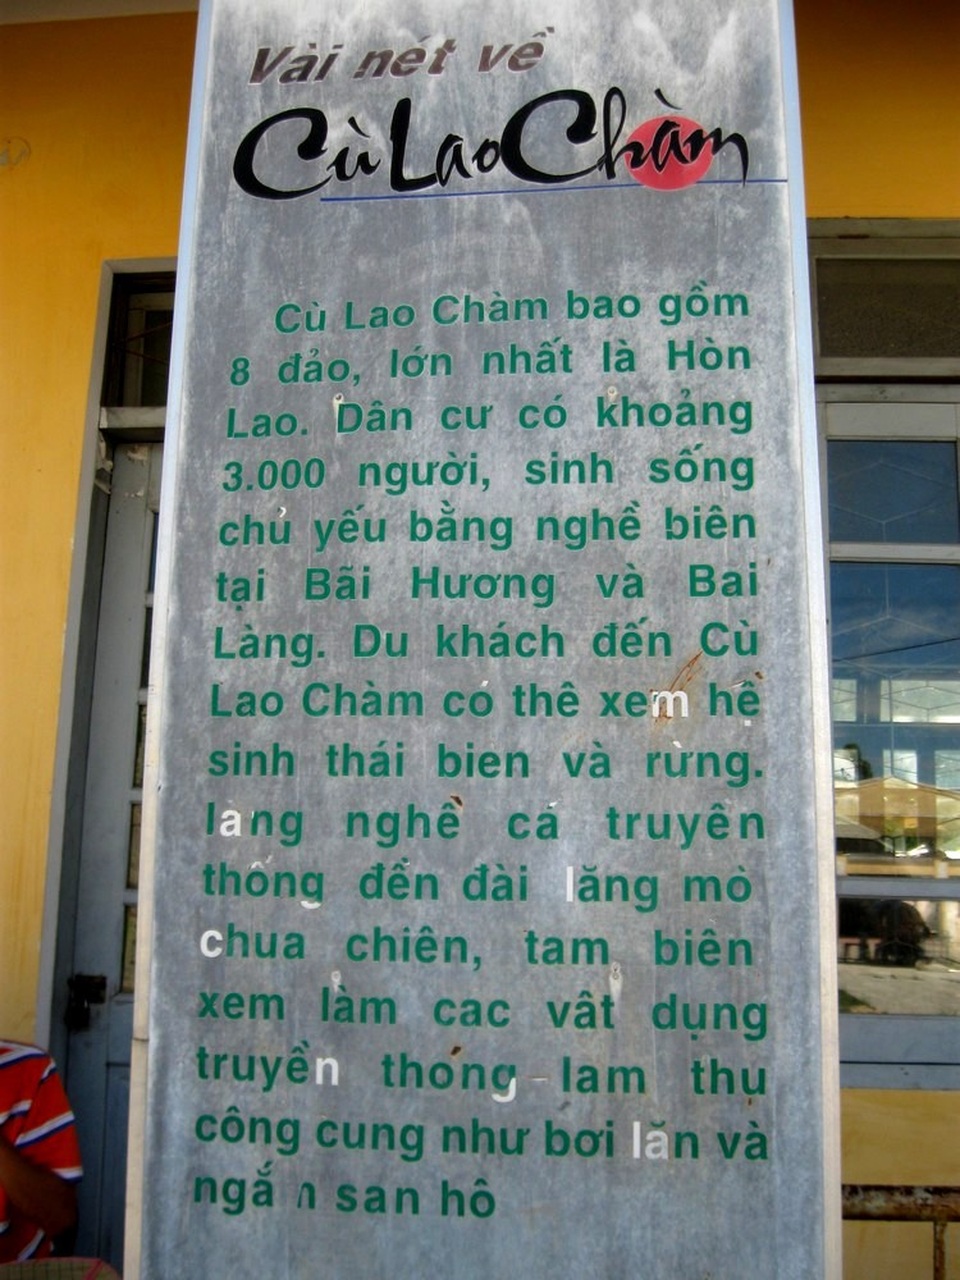 Vài nét về
Cù Lao Chàm
Cù Lao Chàm bao gồm
8 đảo, lớn nhất là Hòn
Lao. Dân cư có khoảng
3.000 người, sinh sống
chủ yếu bằng nghề biên
tại Bãi Hương và Bai
Làng. Du khách đến Cù
Lao Chàm có thê xem hệ
sinh thái bien và rừng.
lang nghề cá truyên
thống đền đài lăng mò
chua chiên, tam biên
xem làm cac vât dụng
truyền thong lam thu
công cung như bơi lăn và
ngắn san hô